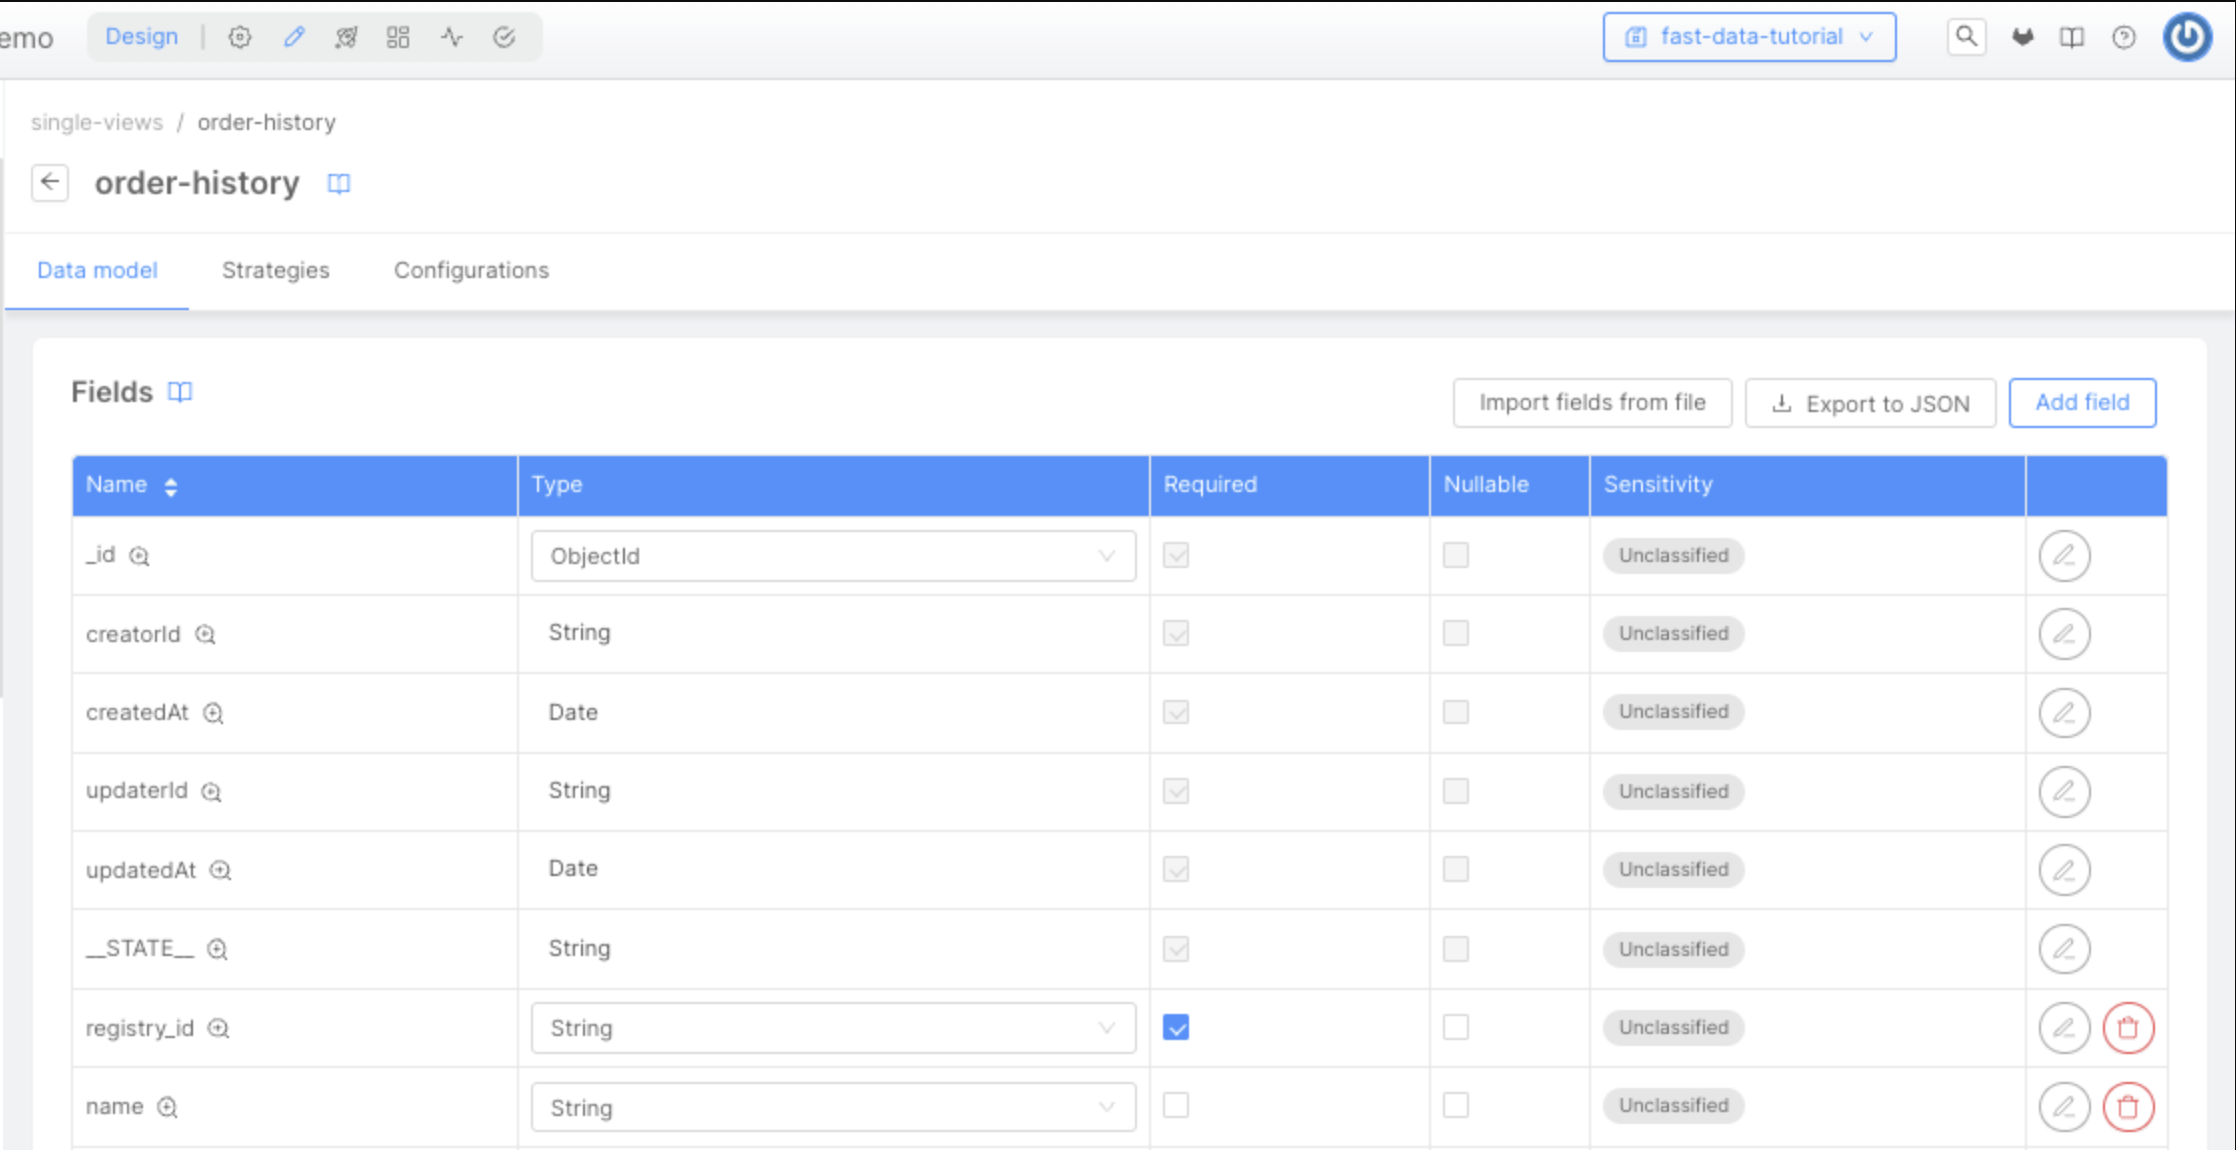 emo Design | fast-data-tutorial
single-views / order-history
order-history
Data model Strategies Configurations
Fields Import fields from file Export to JSON Add field
Name Type Required Nullable Sensitivity
_id ObjectId Unclassified
creatorId String Unclassified
createdAt Date Unclassified
updaterId String Unclassified
updatedAt Date Unclassified
__STATE__ String Unclassified
registry_id String Unclassified
name String Unclassified